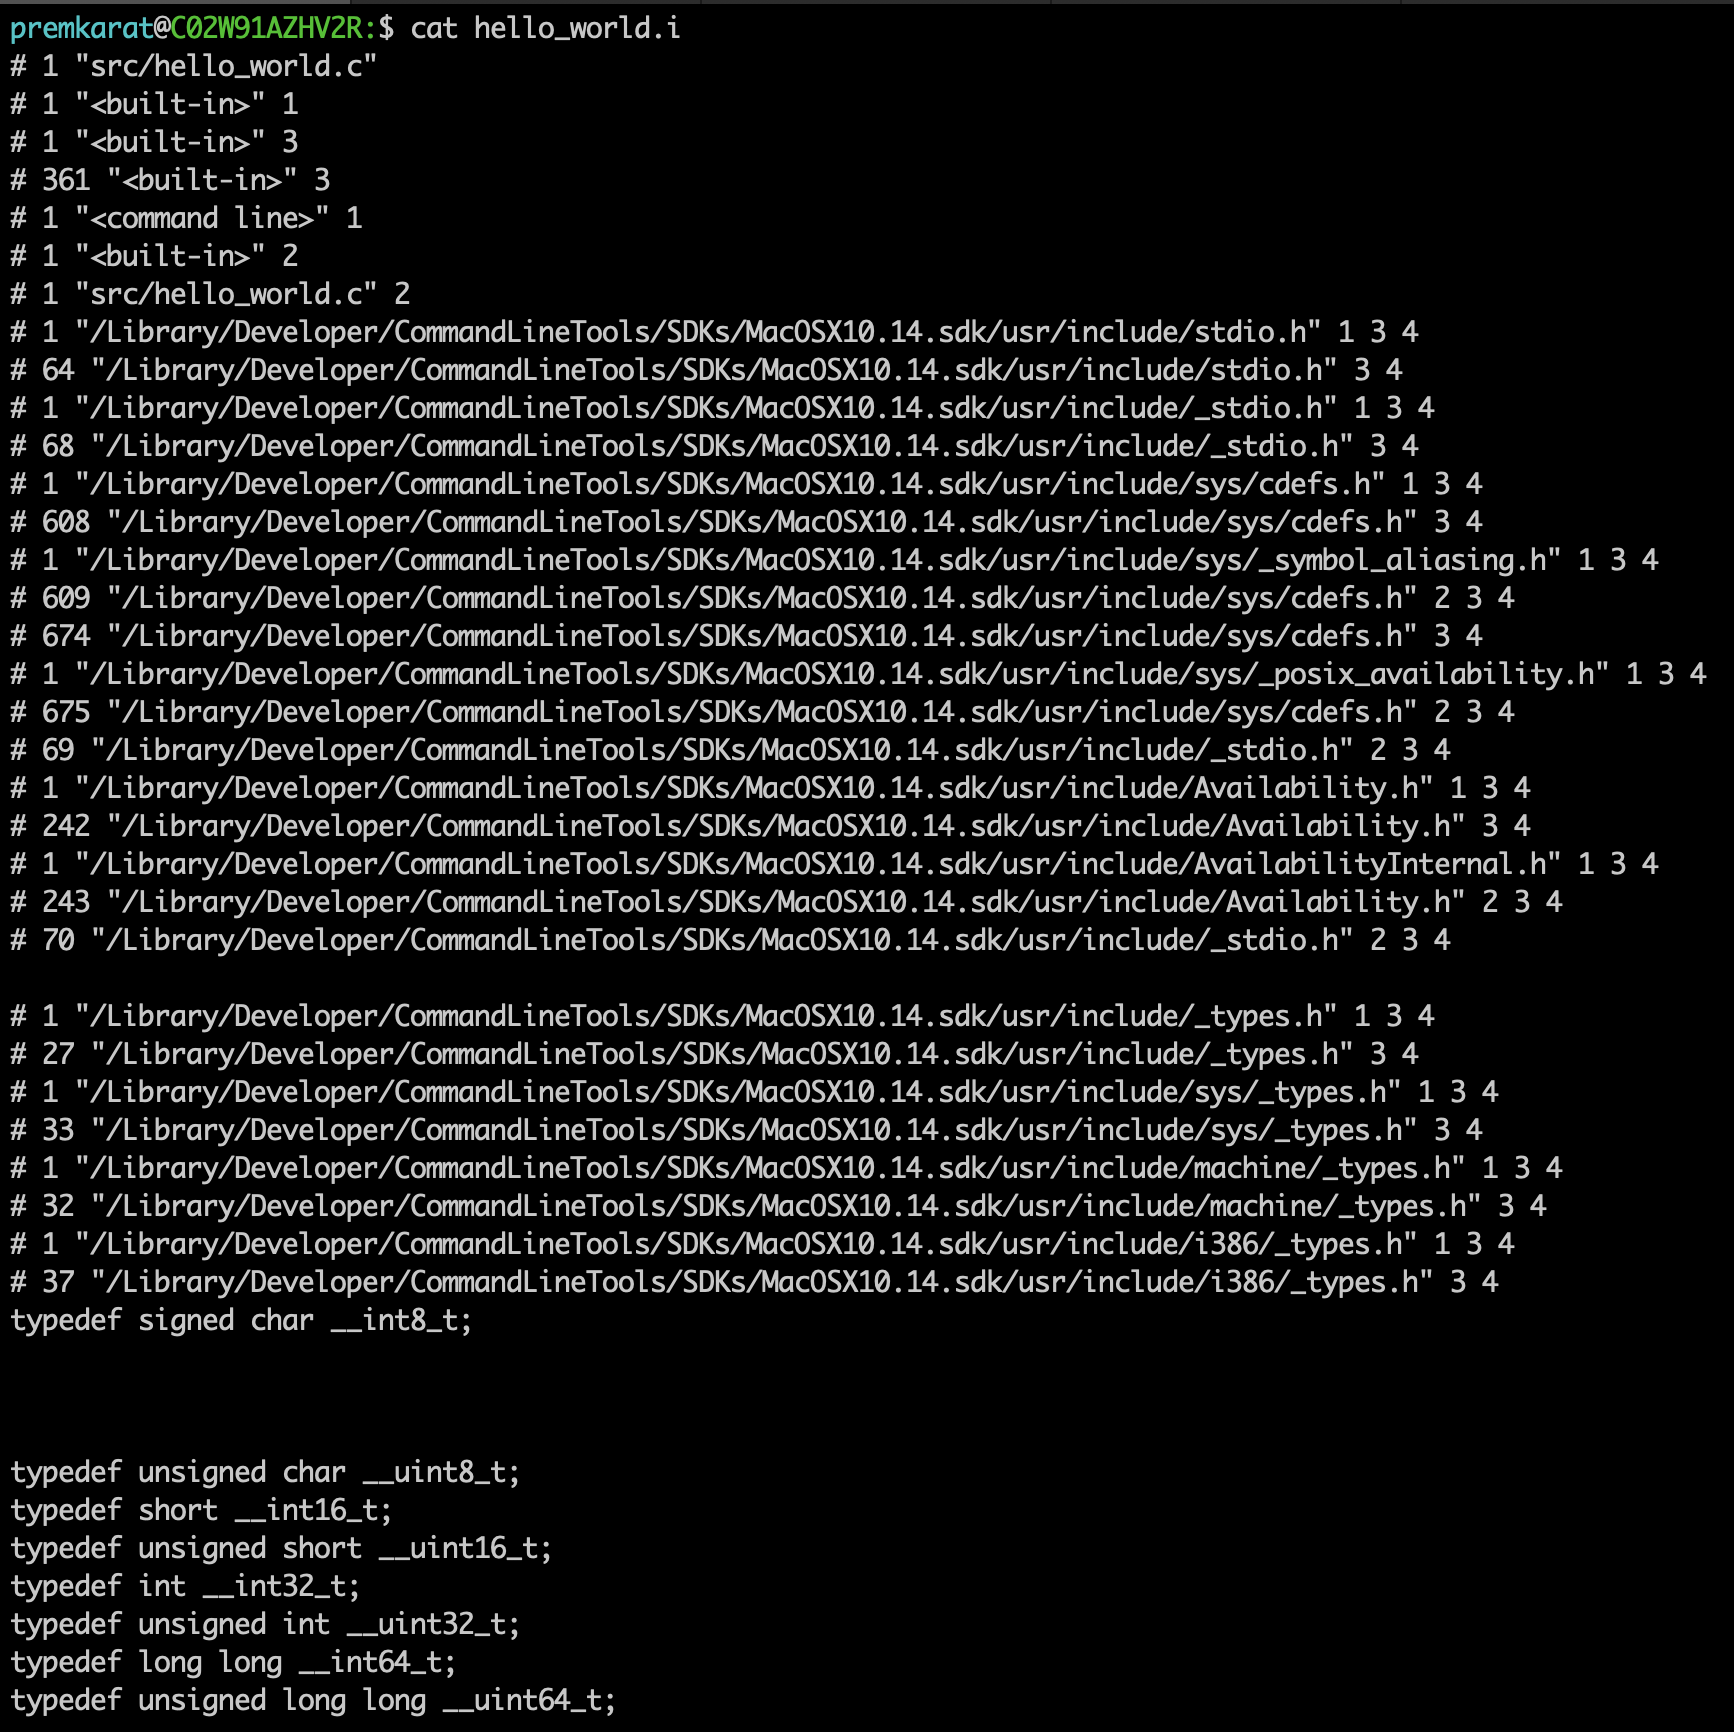 premkarat@C02W91AZHV2R:$ cat hello_world.i
# 1 "src/hello_world.c"
# 1 "<built-in>" 1
# 1 "<built-in>" 3
# 361 "<built-in>" 3
# 1 "<command line>" 1
# 1 "<built-in>" 2
# 1 "src/hello_world.c" 2
# 1 "/Library/Developer/CommandLineTools/SDKs/MacOSX10.14.sdk/usr/include/stdio.h" 1 3 4
# 64 "/Library/Developer/CommandLineTools/SDKs/MacOSX10.14.sdk/usr/include/stdio.h" 3 4
# 1 "/Library/Developer/CommandLineTools/SDKs/MacOSX10.14.sdk/usr/include/_stdio.h" 1 3 4
# 68 "/Library/Developer/CommandLineTools/SDKs/MacOSX10.14.sdk/usr/include/_stdio.h" 3 4
# 1 "/Library/Developer/CommandLineTools/SDKs/MacOSX10.14.sdk/usr/include/sys/cdefs.h" 1 3 4
# 608 "/Library/Developer/CommandLineTools/SDKs/MacOSX10.14.sdk/usr/include/sys/cdefs.h" 3 4
# 1 "/Library/Developer/CommandLineTools/SDKs/MacOSX10.14.sdk/usr/include/sys/_symbol_aliasing.h" 1 3 4
# 609 "/Library/Developer/CommandLineTools/SDKs/MacOSX10.14.sdk/usr/include/sys/cdefs.h" 2 3 4
# 674 "/Library/Developer/CommandLineTools/SDKs/MacOSX10.14.sdk/usr/include/sys/cdefs.h" 3 4
# 1 "/Library/Developer/CommandLineTools/SDKs/MacOSX10.14.sdk/usr/include/sys/_posix_availability.h" 1 3 4
# 675 "/Library/Developer/CommandLineTools/SDKs/MacOSX10.14.sdk/usr/include/sys/cdefs.h" 2 3 4
# 69 "/Library/Developer/CommandLineTools/SDKs/MacOSX10.14.sdk/usr/include/_stdio.h" 2 3 4
# 1 "/Library/Developer/CommandLineTools/SDKs/MacOSX10.14.sdk/usr/include/Availability.h" 1 3 4
# 242 "/Library/Developer/CommandLineTools/SDKs/MacOSX10.14.sdk/usr/include/Availability.h" 3 4
# 1 "/Library/Developer/CommandLineTools/SDKs/MacOSX10.14.sdk/usr/include/AvailabilityInternal.h" 1 3 4
# 243 "/Library/Developer/CommandLineTools/SDKs/MacOSX10.14.sdk/usr/include/Availability.h" 2 3 4
# 70 "/Library/Developer/CommandLineTools/SDKs/MacOSX10.14.sdk/usr/include/_stdio.h" 2 3 4

# 1 "/Library/Developer/CommandLineTools/SDKs/MacOSX10.14.sdk/usr/include/_types.h" 1 3 4
# 27 "/Library/Developer/CommandLineTools/SDKs/MacOSX10.14.sdk/usr/include/_types.h" 3 4
# 1 "/Library/Developer/CommandLineTools/SDKs/MacOSX10.14.sdk/usr/include/sys/_types.h" 1 3 4
# 33 "/Library/Developer/CommandLineTools/SDKs/MacOSX10.14.sdk/usr/include/sys/_types.h" 3 4
# 1 "/Library/Developer/CommandLineTools/SDKs/MacOSX10.14.sdk/usr/include/machine/_types.h" 1 3 4
# 32 "/Library/Developer/CommandLineTools/SDKs/MacOSX10.14.sdk/usr/include/machine/_types.h" 3 4
# 1 "/Library/Developer/CommandLineTools/SDKs/MacOSX10.14.sdk/usr/include/i386/_types.h" 1 3 4
# 37 "/Library/Developer/CommandLineTools/SDKs/MacOSX10.14.sdk/usr/include/i386/_types.h" 3 4
typedef signed char __int8_t;

typedef unsigned char __uint8_t;
typedef short __int16_t;
typedef unsigned short __uint16_t;
typedef int __int32_t;
typedef unsigned int __uint32_t;
typedef long long __int64_t;
typedef unsigned long long __uint64_t;